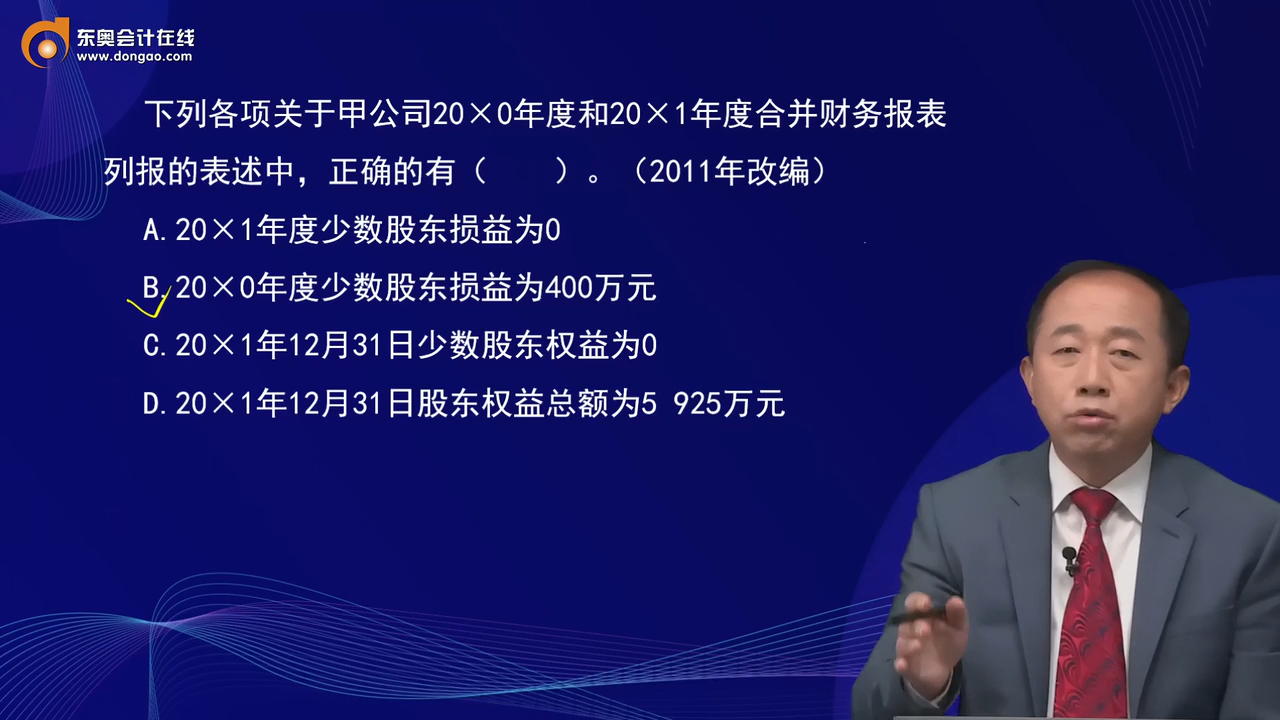 东奥会计在线
www.dongao.com
下列各项关于甲公司20×0年度和20×1年度合并财务报表
列报的表述中，正确的有（　　）。（2011年改编）
A.20×1年度少数股东损益为0
B.20×0年度少数股东损益为400万元
C.20×1年12月31日少数股东权益为0
D.20×1年12月31日股东权益总额为5 925万元